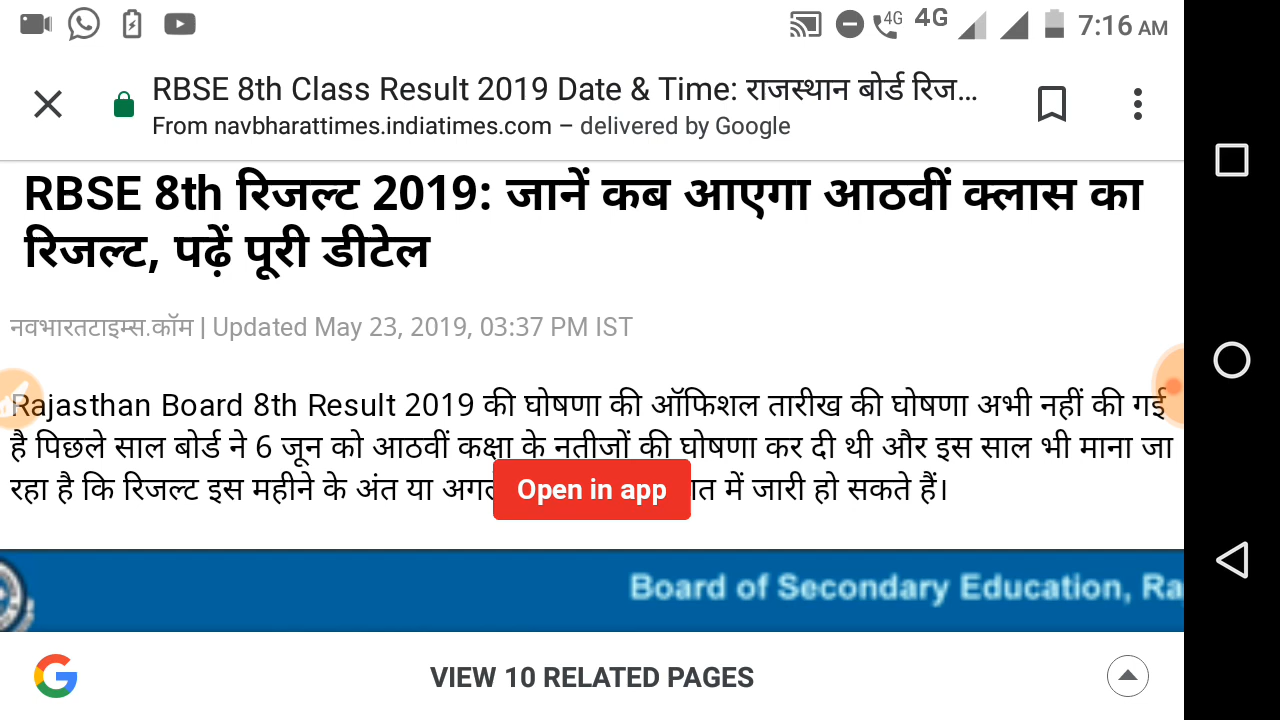 4G 4G 7:16 AM
RBSE 8th Class Result 2019 Date & Time: राजस्थान बोर्ड रिज...
From navbharattimes.indiatimes.com – delivered by Google
RBSE 8th रिजल्ट 2019: जानें कब आएगा आठवीं क्लास का
रिजल्ट, पढ़ें पूरी डीटेल
नवभारतटाइम्स.कॉम | Updated May 23, 2019, 03:37 PM IST
Rajasthan Board 8th Result 2019 की घोषणा की ऑफिशल तारीख की घोषणा अभी नहीं की गई
है पिछले साल बोर्ड ने 6 जून को आठवीं कक्षा के नतीजों की घोषणा कर दी थी और इस साल भी माना जा
रहा है कि रिजल्ट इस महीने के अंत या में जारी हो सकते हैं।
Open in app
Board of Secondary Education,
VIEW 10 RELATED PAGES